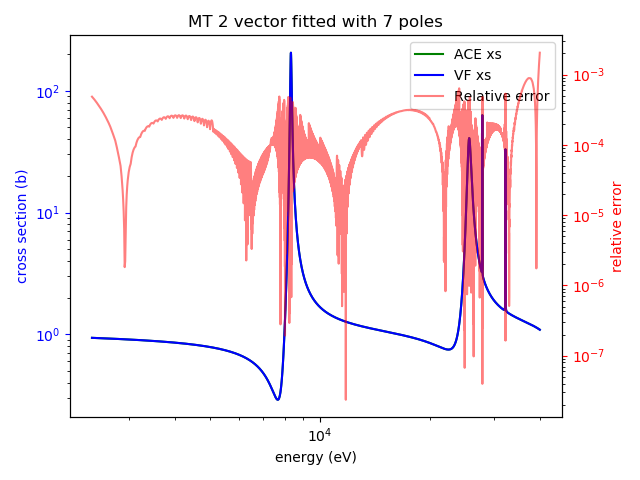 MT 2 vector fitted with 7 poles
ACE xs
VF xs
Relative error
cross section (b)
10²
10¹
10⁰
10⁻³
10⁻⁴
10⁻⁵
10⁻⁶
10⁻⁷
relative error
10⁴
energy (eV)